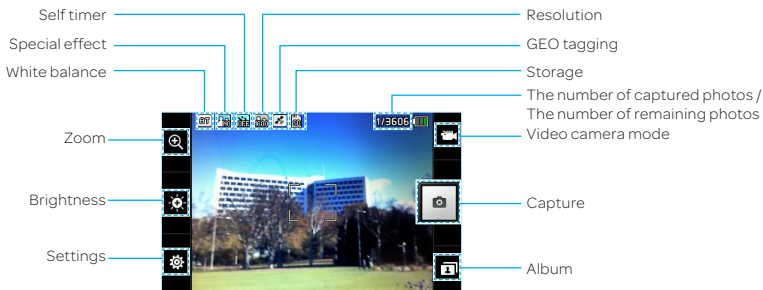 Self timer
Special effect
White balance
Zoom
Brightness
Settings
1/3606
Resolution
GEO tagging
Storage
The number of captured photos /
The number of remaining photos
Video camera mode
Capture
Album